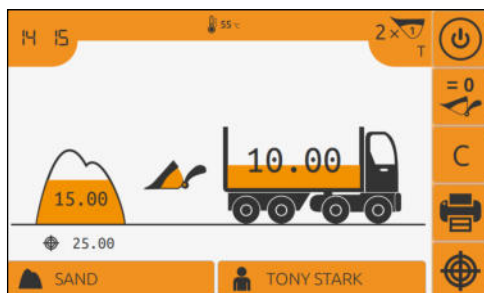 14 15
55 °C
2×
1
T
= 0
10.00
C
15.00
25.00
SAND
TONY STARK